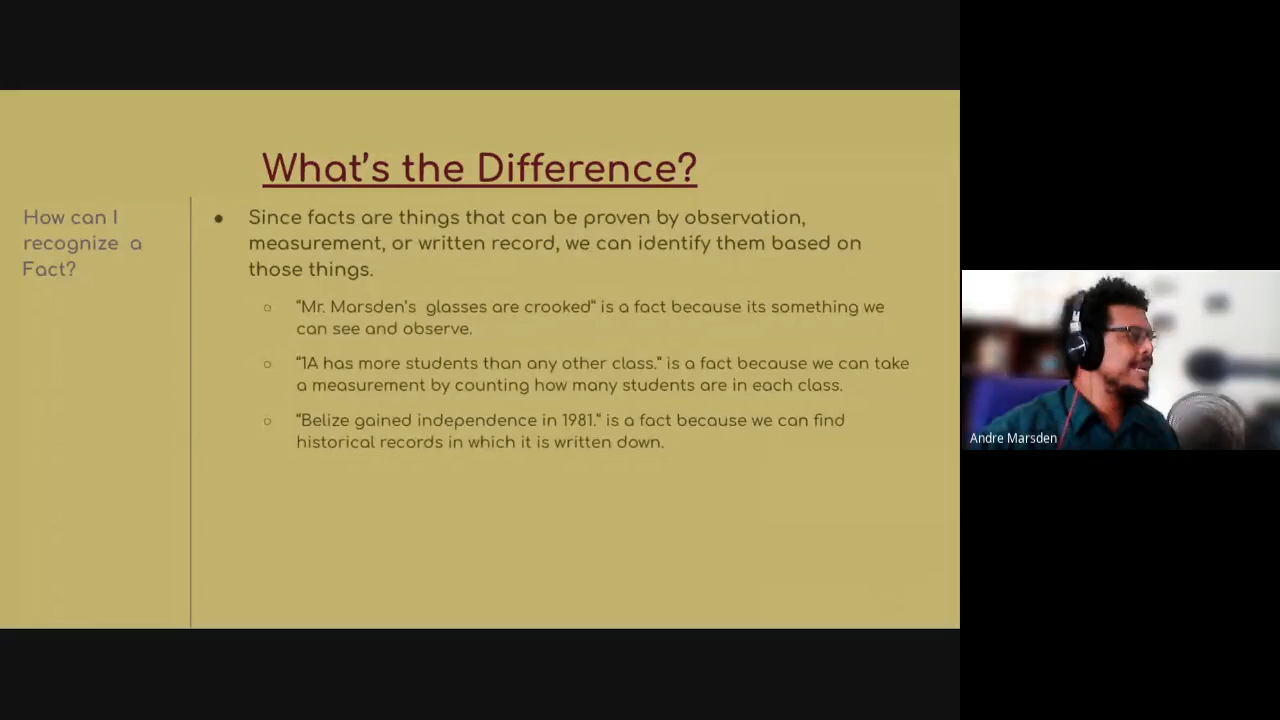 What's the Difference?
How can I
recognize a
Fact?
● Since facts are things that can be proven by observation,
measurement, or written record, we can identify them based on
those things.
○ "Mr. Marsden's glasses are crooked" is a fact because its something we
can see and observe.
○ "1A has more students than any other class." is a fact because we can take
a measurement by counting how many students are in each class.
○ "Belize gained independence in 1981." is a fact because we can find
historical records in which it is written down.
Andre Marsden